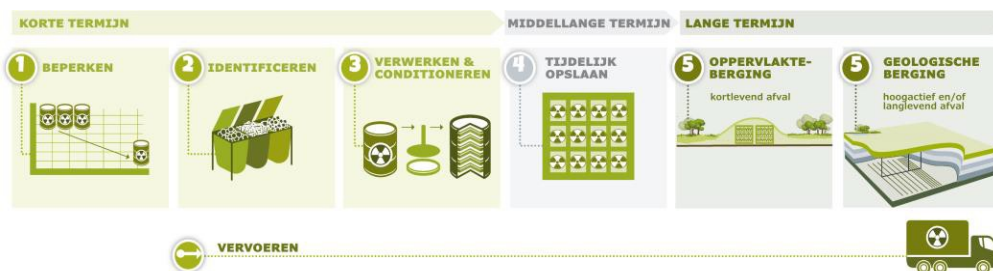 KORTE TERMIJN
MIDDELLANGE TERMIJN
LANGE TERMIJN
1 BEPERKEN
2 IDENTIFICEREN
3 VERWERKEN &
CONDITIONEREN
4 TIJDELIJK
OPSLAAN
5 OPPERVLAKTE-
BERGING
kortlevend afval
5 GEOLOGISCHE
BERGING
hoogactief en/of
langlevend afval
VERVOEREN